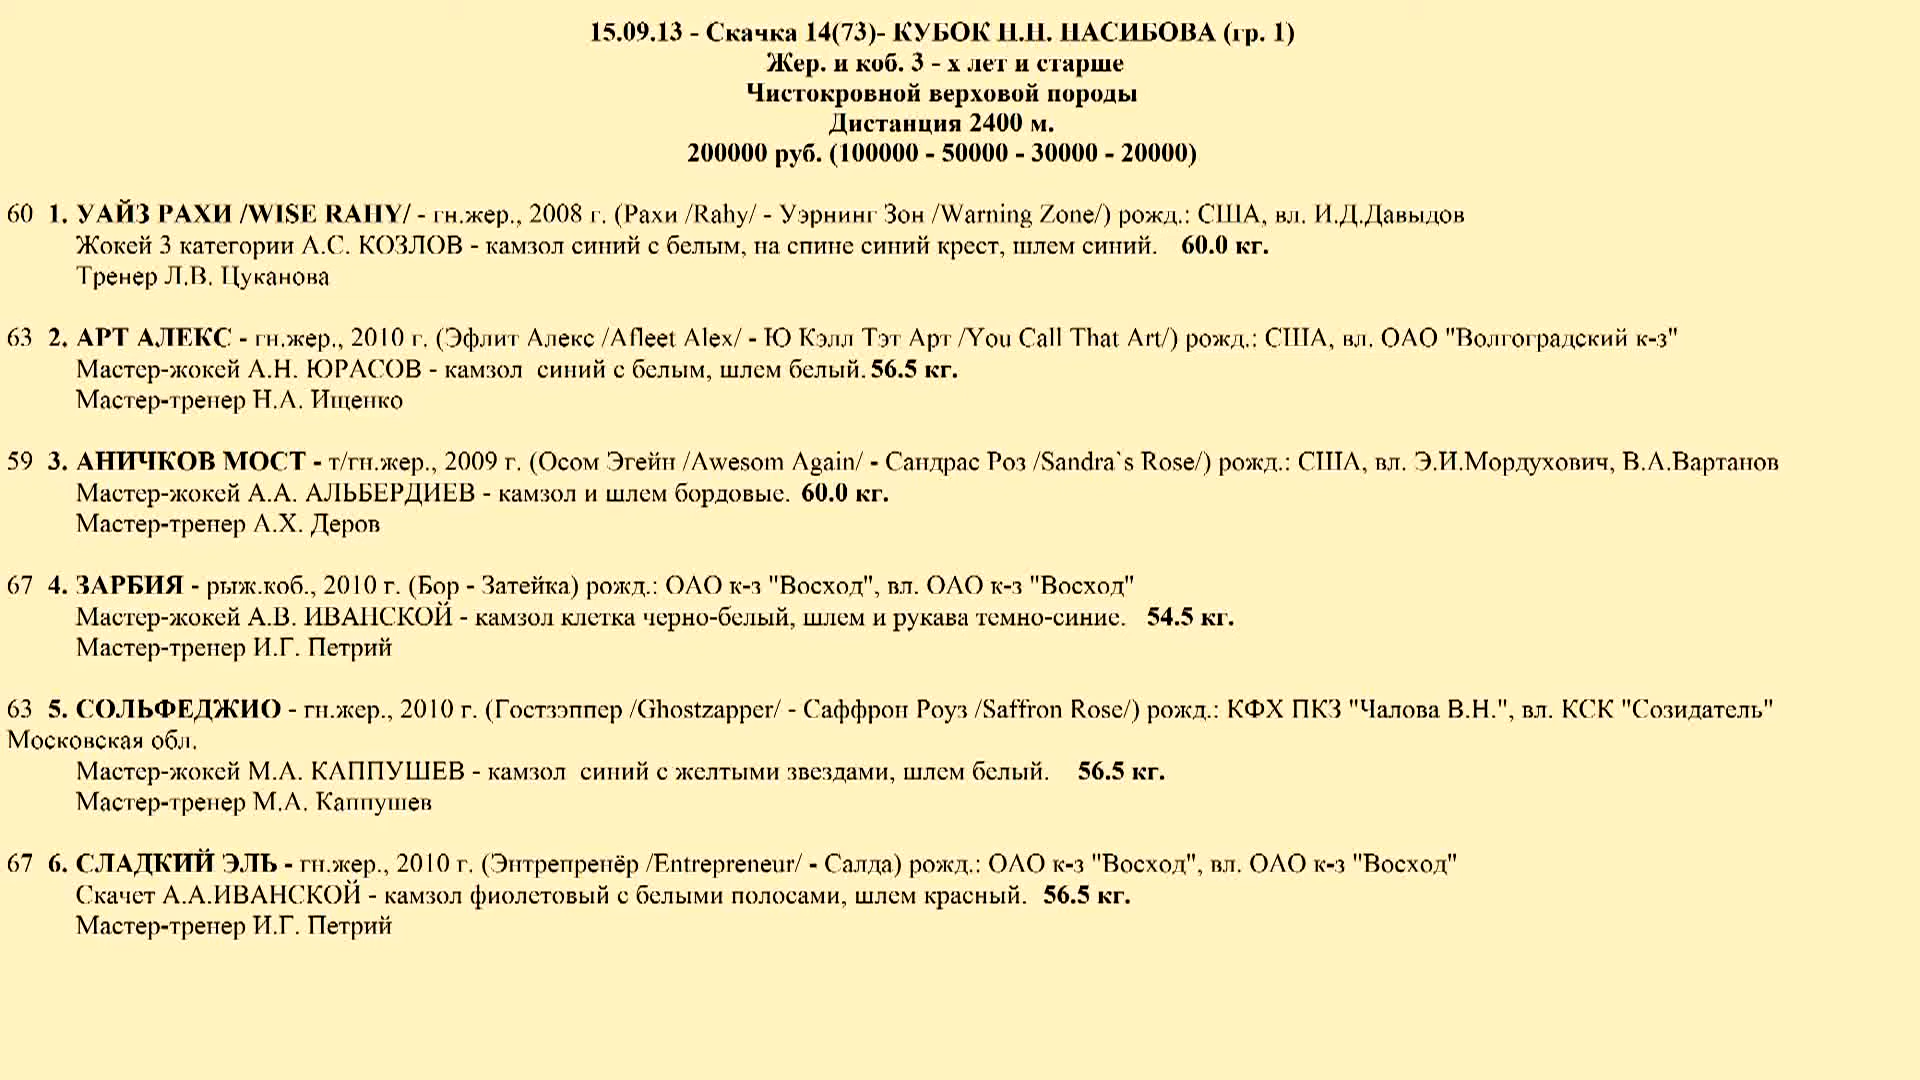 15.09.13 - Скачка 14(73)- КУБОК Н.Н. НАСИБОВА (гр. 1)
Жер. и коб. 3 - х лет и старше
Чистокровной верховой породы
Дистанция 2400 м.
200000 руб. (100000 - 50000 - 30000 - 20000)
60 1. УАЙЗ РАХИ /WISE RAHY/ - гн.жер., 2008 г. (Рахи /Rahy/ - Уэрнинг Зон /Warning Zone/) рожд.: США, вл. И.Д.Давыдов
Жокей 3 категории А.С. КОЗЛОВ - камзол синий с белым, на спине синий крест, шлем синий. 60.0 кг.
Тренер Л.В. Цуканова
63 2. АРТ АЛЕКС - гн.жер., 2010 г. (Эфлит Алекс /Afleet Alex/ - Ю Кэлл Тэт Арт /You Call That Art/) рожд.: США, вл. ОАО "Волгоградский к-з"
Мастер-жокей А.Н. ЮРАСОВ - камзол синий с белым, шлем белый. 56.5 кг.
Мастер-тренер Н.А. Ищенко
59 3. АНИЧКОВ МОСТ - т/гн.жер., 2009 г. (Осом Эгейн /Awesom Again/ - Сандрас Роз /Sandra`s Rose/) рожд.: США, вл. Э.И.Мордухович, В.А.Вартанов
Мастер-жокей А.А. АЛЬБЕРДИЕВ - камзол и шлем бордовые. 60.0 кг.
Мастер-тренер А.Х. Деров
67 4. ЗАРБИЯ - рыж.коб., 2010 г. (Бор - Затейка) рожд.: ОАО к-з "Восход", вл. ОАО к-з "Восход"
Мастер-жокей А.В. ИВАНСКОЙ - камзол клетка черно-белый, шлем и рукава темно-синие. 54.5 кг.
Мастер-тренер И.Г. Петрий
63 5. СОЛЬФЕДЖИО - гн.жер., 2010 г. (Гостзэппер /Ghostzapper/ - Саффрон Роуз /Saffron Rose/) рожд.: КФХ ПКЗ "Чалова В.Н.", вл. КСК "Созидатель"
Московская обл.
Мастер-жокей М.А. КАППУШЕВ - камзол синий с желтыми звездами, шлем белый. 56.5 кг.
Мастер-тренер М.А. Каппушев
67 6. СЛАДКИЙ ЭЛЬ - гн.жер., 2010 г. (Энтрепренёр /Entrepreneur/ - Салда) рожд.: ОАО к-з "Восход", вл. ОАО к-з "Восход"
Скачет А.А.ИВАНСКОЙ - камзол фиолетовый с белыми полосами, шлем красный. 56.5 кг.
Мастер-тренер И.Г. Петрий